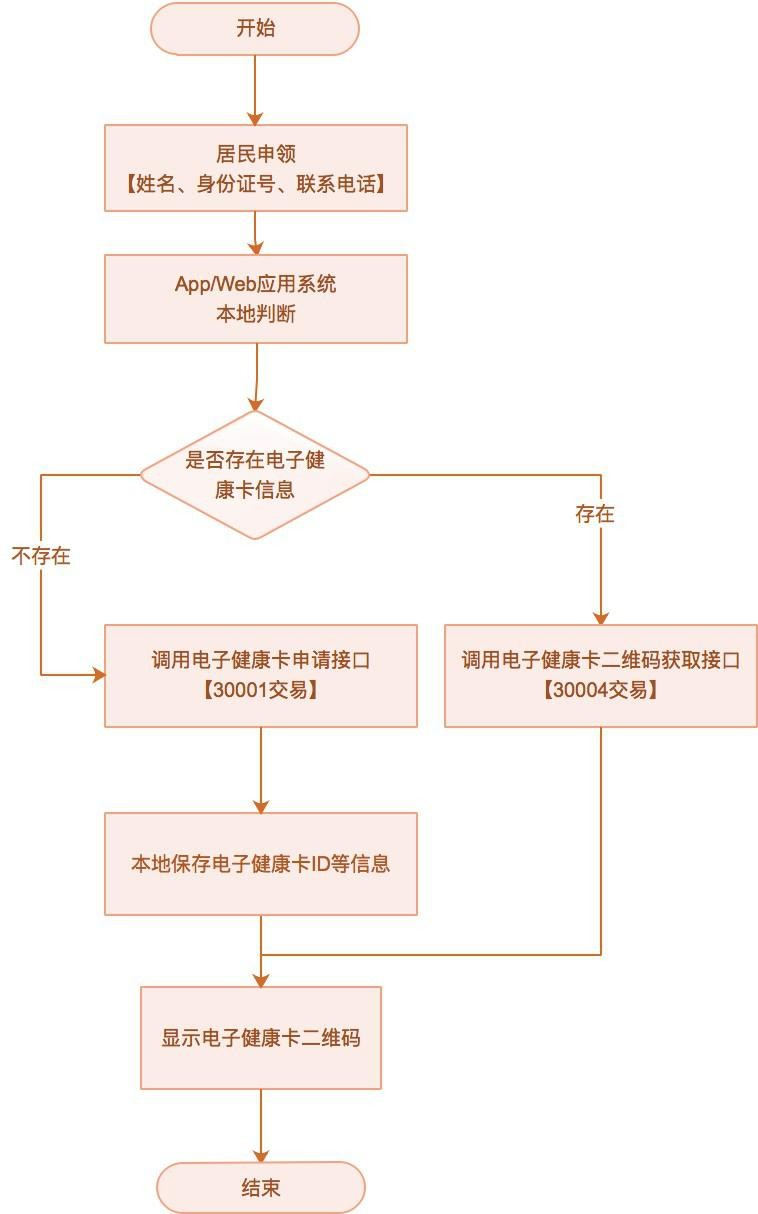 开始
居民申领
【姓名、身份证号、联系电话】
App/Web应用系统
本地判断
是否存在电子健
康卡信息
存在
不存在
调用电子健康卡申请接口
【30001交易】
调用电子健康卡二维码获取接口
【30004交易】
本地保存电子健康卡ID等信息
显示电子健康卡二维码
结束